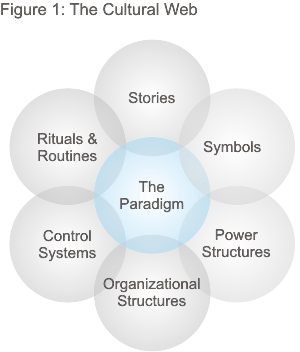 Figure 1: The Cultural Web
Stories
Rituals &
Routines
Symbols
The
Paradigm
Control
Systems
Power
Structures
Organizational
Structures